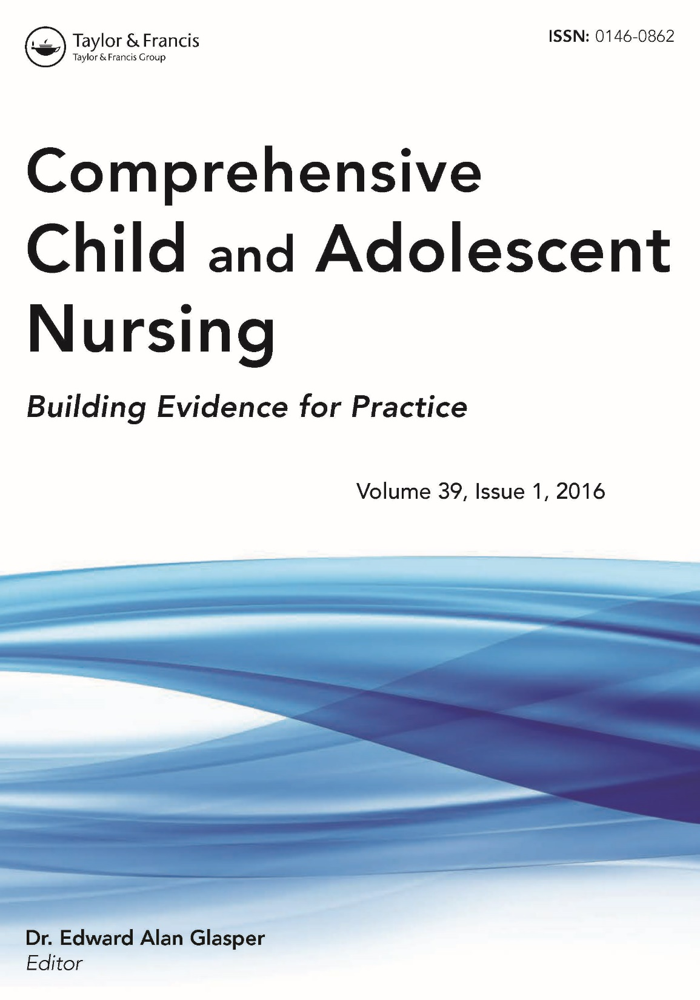 Taylor & Francis
Taylor & Francis Group
ISSN: 0146-0862
Comprehensive
Child and Adolescent
Nursing
Building Evidence for Practice
Volume 39, Issue 1, 2016
Dr. Edward Alan Glasper
Editor